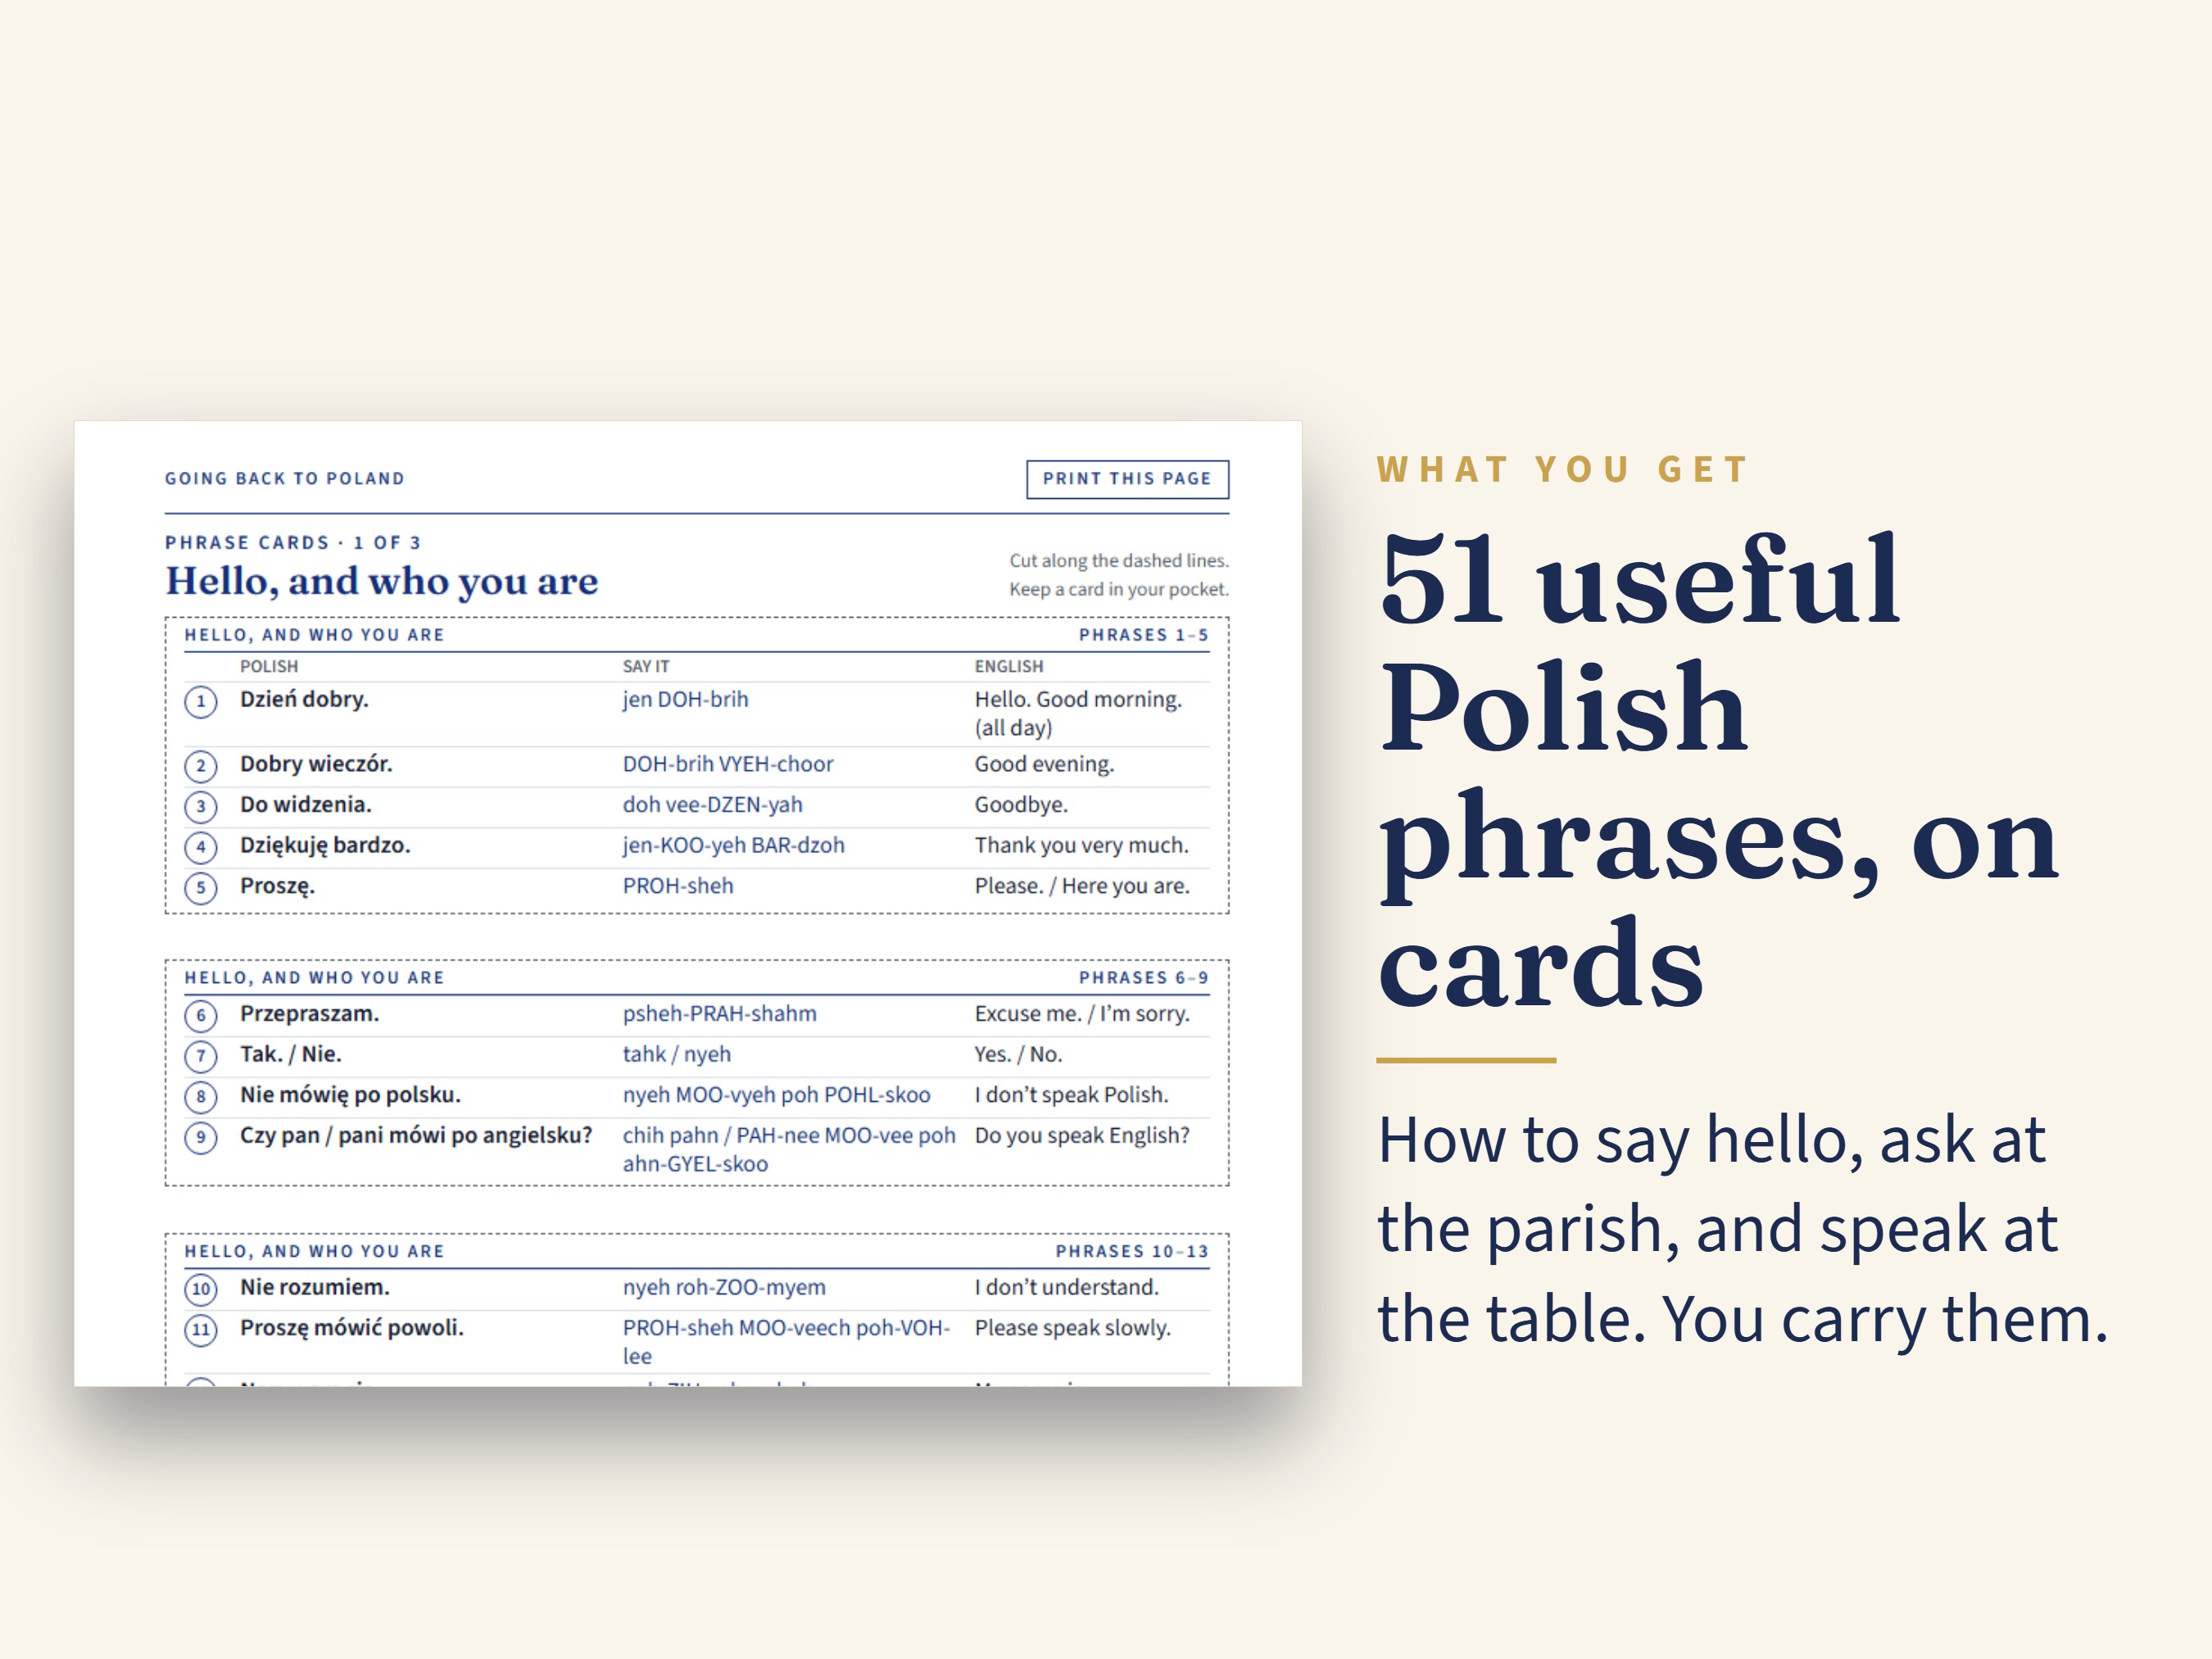 GOING BACK TO POLAND
PRINT THIS PAGE
PHRASE CARDS · 1 OF 3
Hello, and who you are
Cut along the dashed lines.
Keep a card in your pocket.
HELLO, AND WHO YOU ARE PHRASES 1–5
POLISH SAY IT ENGLISH
1 Dzień dobry. jen DOH-brih Hello. Good morning.
(all day)
2 Dobry wieczór. DOH-brih VYEH-choor Good evening.
3 Do widzenia. doh vee-DZEN-yah Goodbye.
4 Dziękuję bardzo. jen-KOO-yeh BAR-dzoh Thank you very much.
5 Proszę. PROH-sheh Please. / Here you are.
HELLO, AND WHO YOU ARE PHRASES 6–9
6 Przepraszam. psheh-PRAH-shahm Excuse me. / I’m sorry.
7 Tak. / Nie. tahk / nyeh Yes. / No.
8 Nie mówię po polsku. nyeh MOO-vyeh poh POHL-skoo I don’t speak Polish.
9 Czy pan / pani mówi po angielsku? chih pahn / PAH-nee MOO-vee poh Do you speak English?
ahn-GYEL-skoo
HELLO, AND WHO YOU ARE PHRASES 10–13
10 Nie rozumiem. nyeh roh-ZOO-myem I don’t understand.
11 Proszę mówić powoli. PROH-sheh MOO-veech poh-VOH- Please speak slowly.
lee
WHAT YOU GET
51 useful
Polish
phrases, on
cards
How to say hello, ask at
the parish, and speak at
the table. You carry them.